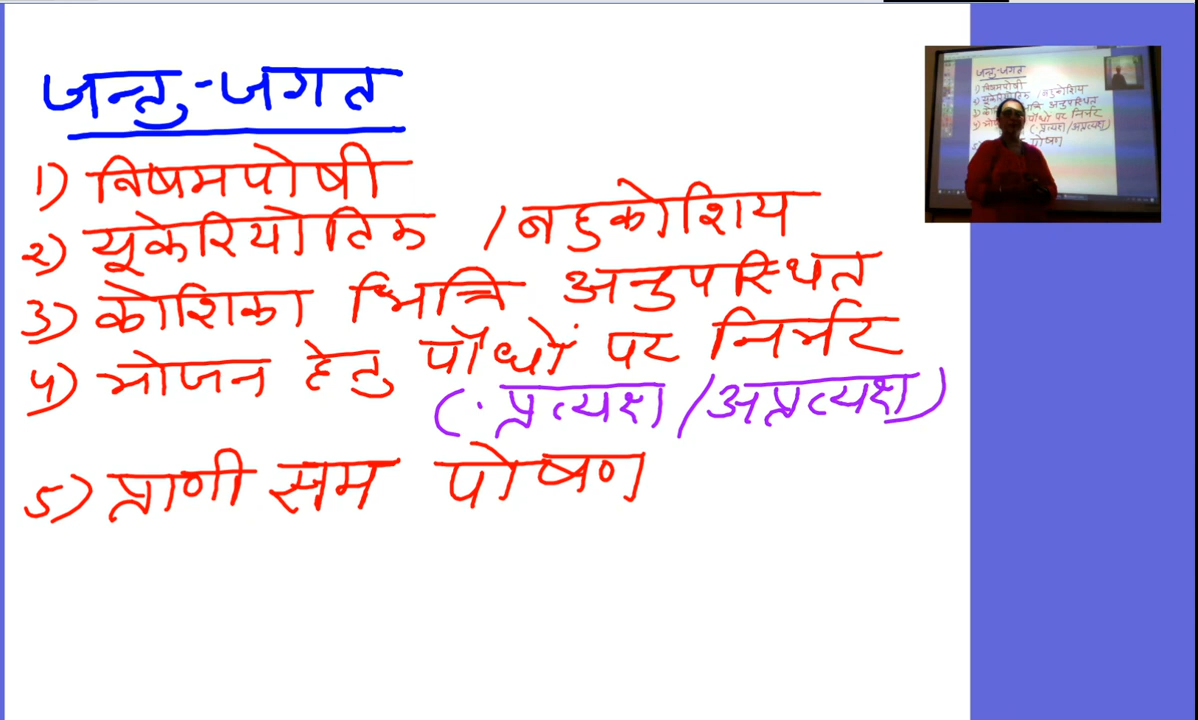 जन्तु-जगत
1) विषमपोषी
2) यूकेरियोटिक / बहुकोशिय
3) कोशिका भित्ति अनुपस्थित
4) भोजन हेतु पौधों पर निर्भर
(प्रत्यक्ष / अप्रत्यक्ष)
5) प्राणी सम पोषण